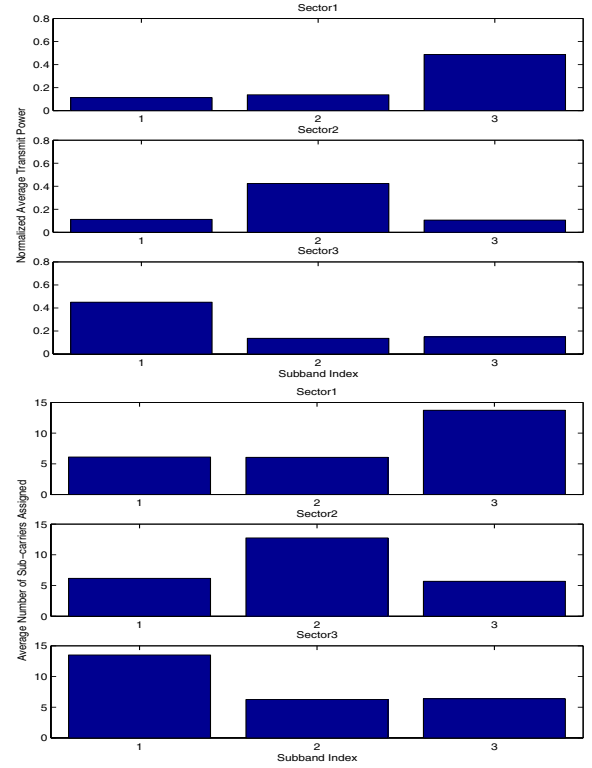 Sector1
Normalized Average Transmit Power
0.8
0.6
0.4
0.2
0
1 2 3
Sector2
0.8
0.6
0.4
0.2
0
1 2 3
Sector3
0.8
0.6
0.4
0.2
0
1 2 3
Subband Index
Sector1
Average Number of Sub-carriers Assigned
15
10
5
0
1 2 3
Sector2
15
10
5
0
1 2 3
Sector3
15
10
5
0
1 2 3
Subband Index